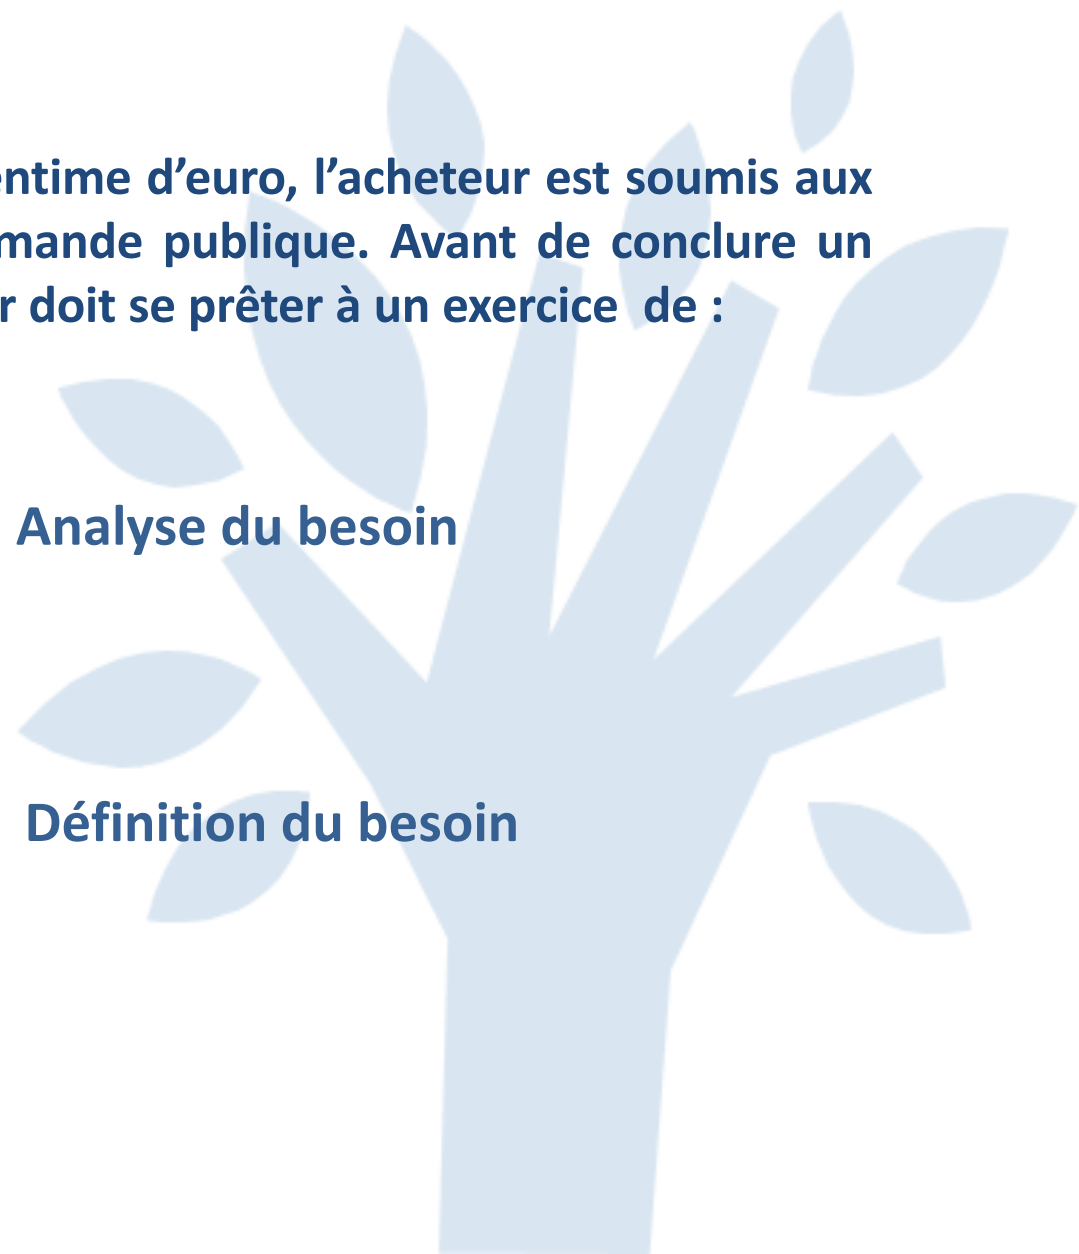 entime d’euro, l’acheteur est soumis aux
mande publique. Avant de conclure un
r doit se prêter à un exercice de :
Analyse du besoin
Définition du besoin